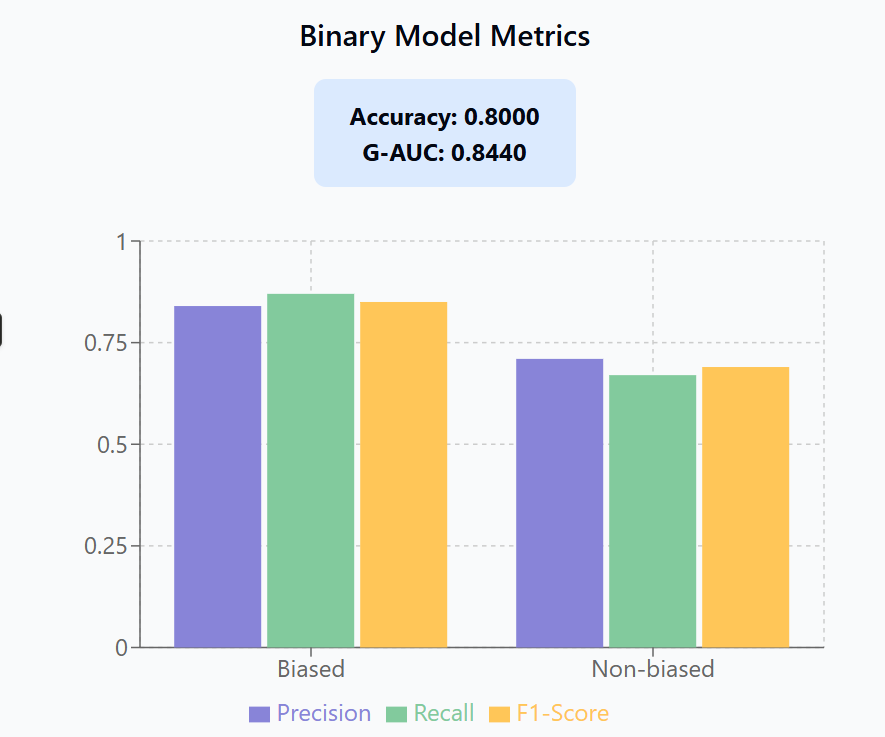 Binary Model Metrics
Accuracy: 0.8000
G-AUC: 0.8440
1
0.75
0.5
0.25
0
Biased Non-biased
Precision Recall F1-Score